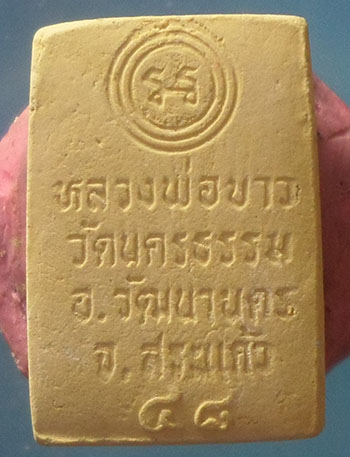 หลวงพ่อขาว
วัดนครธรรม
อ.วัฒนานคร
จ.สระแก้ว
๔๘